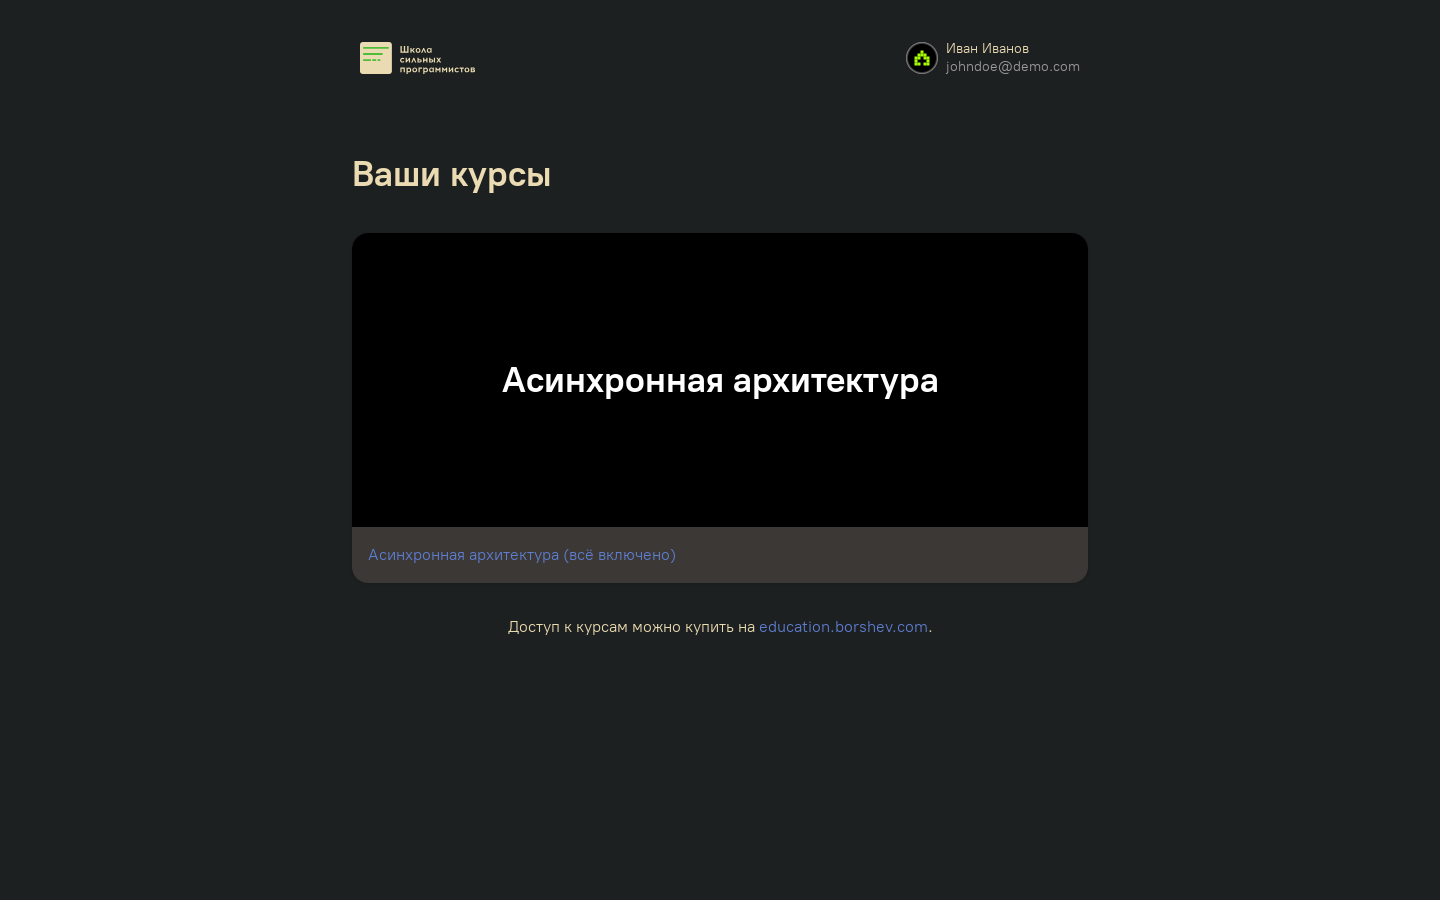 Школа
сильных
программистов
Иван Иванов
johndoe@demo.com
Ваши курсы
Асинхронная архитектура
Асинхронная архитектура (всё включено)
Доступ к курсам можно купить на education.borshev.com.